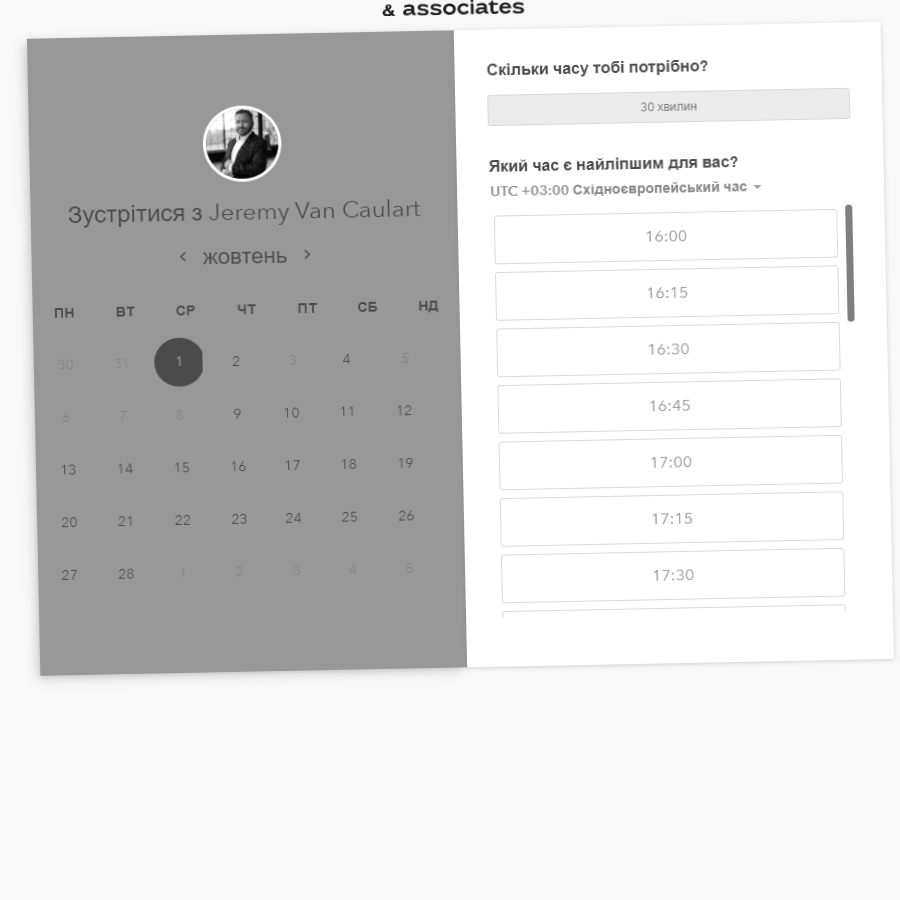 & associates
Зустрітися з Jeremy Van Caulart
жовтень
ПН ВТ СР ЧТ ПТ СБ НД
30 31 1 2 3 4 5
6 7 8 9 10 11 12
13 14 15 16 17 18 19
20 21 22 23 24 25 26
27 28 1 2 3 4 5
Скільки часу тобі потрібно?
30 хвилин
Який час є найліпшим для вас?
UTC +03:00 Східноєвропейський час
16:00
16:15
16:30
16:45
17:00
17:15
17:30